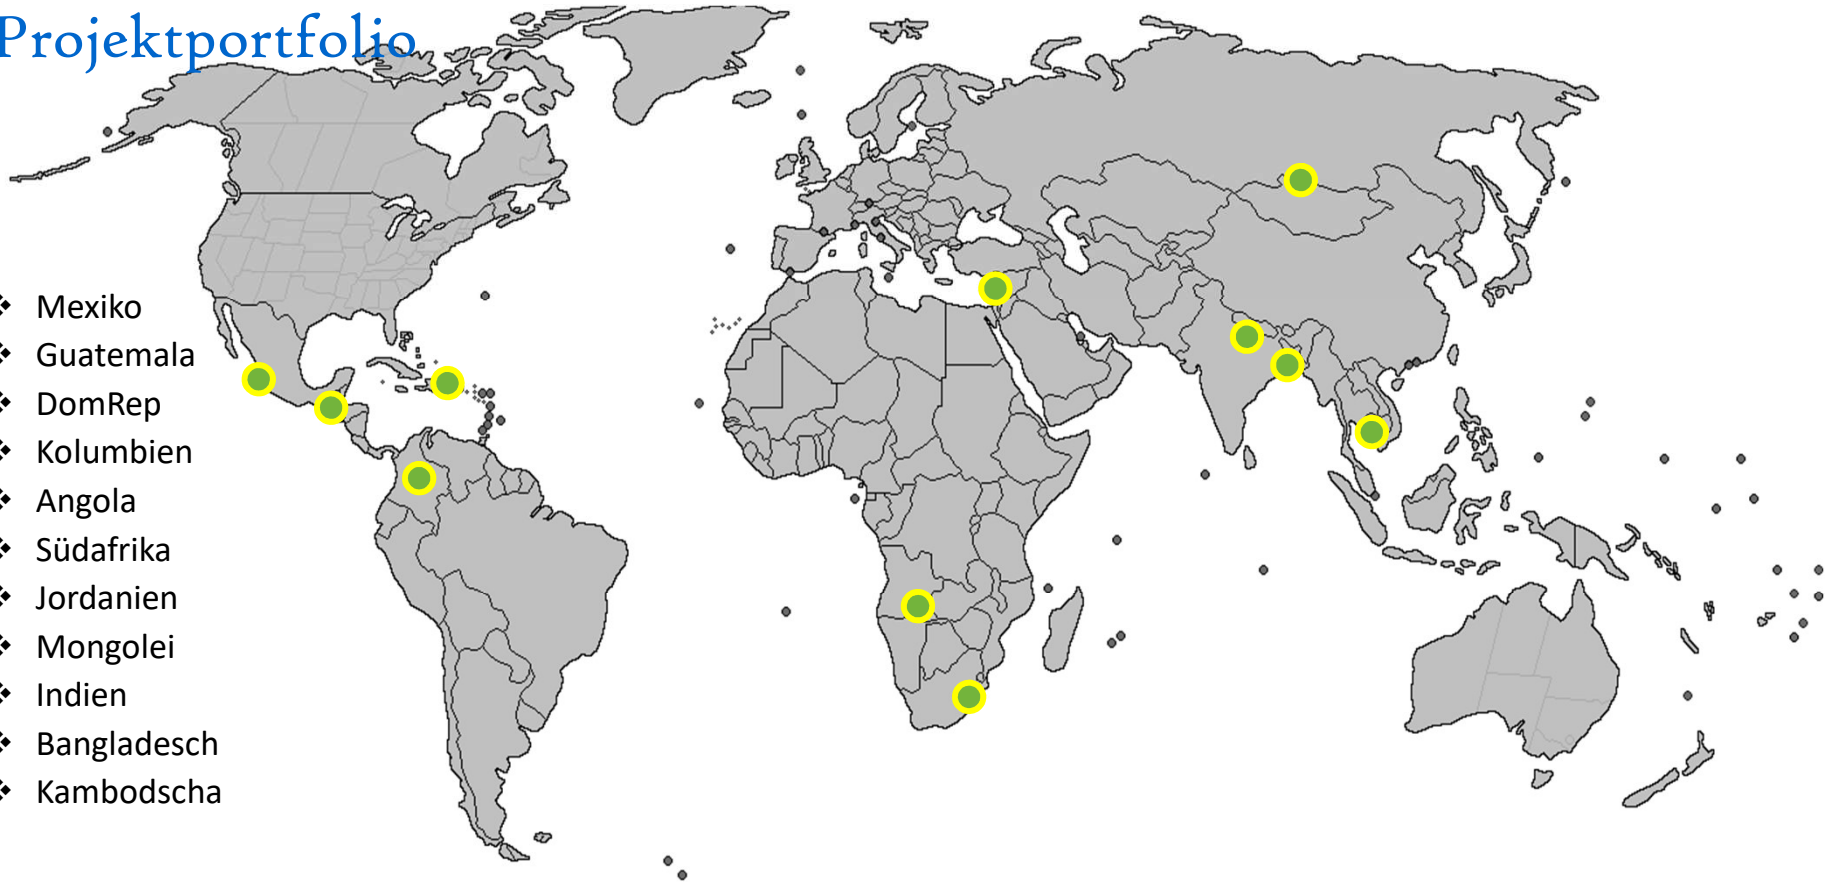 Projektportfolio
❖ Mexiko
❖ Guatemala
❖ DomRep
❖ Kolumbien
❖ Angola
❖ Südafrika
❖ Jordanien
❖ Mongolei
❖ Indien
❖ Bangladesch
❖ Kambodscha